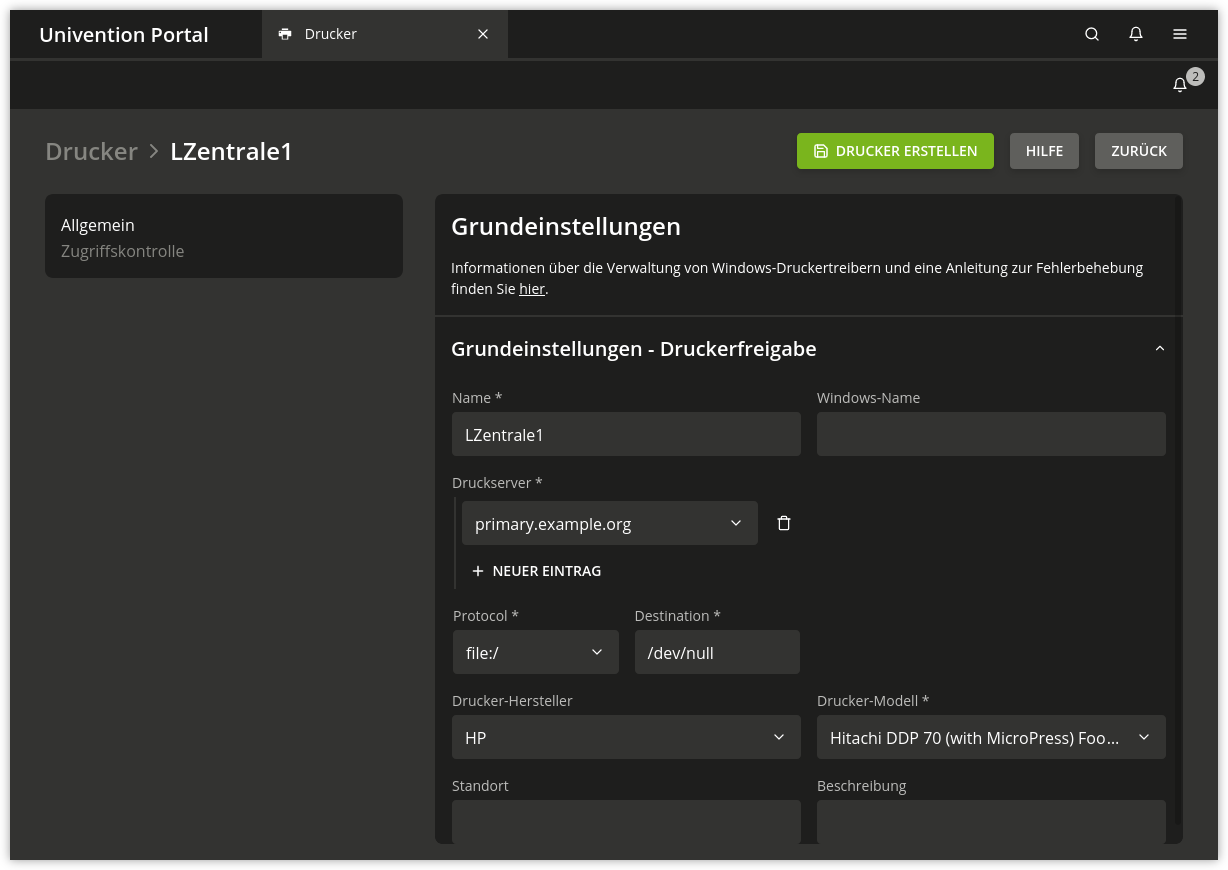 Univention Portal
Drucker
2
Drucker > LZentrale1
DRUCKER ERSTELLEN
HILFE
ZURÜCK
Allgemein
Zugriffskontrolle
Grundeinstellungen
Informationen über die Verwaltung von Windows-Druckertreibern und eine Anleitung zur Fehlerbehebung
finden Sie hier.
Grundeinstellungen - Druckerfreigabe
Name * Windows-Name
LZentrale1
Druckserver *
primary.example.org
+ NEUER EINTRAG
Protocol * Destination *
file:/ /dev/null
Drucker-Hersteller Drucker-Modell *
HP Hitachi DDP 70 (with MicroPress) Foo...
Standort Beschreibung